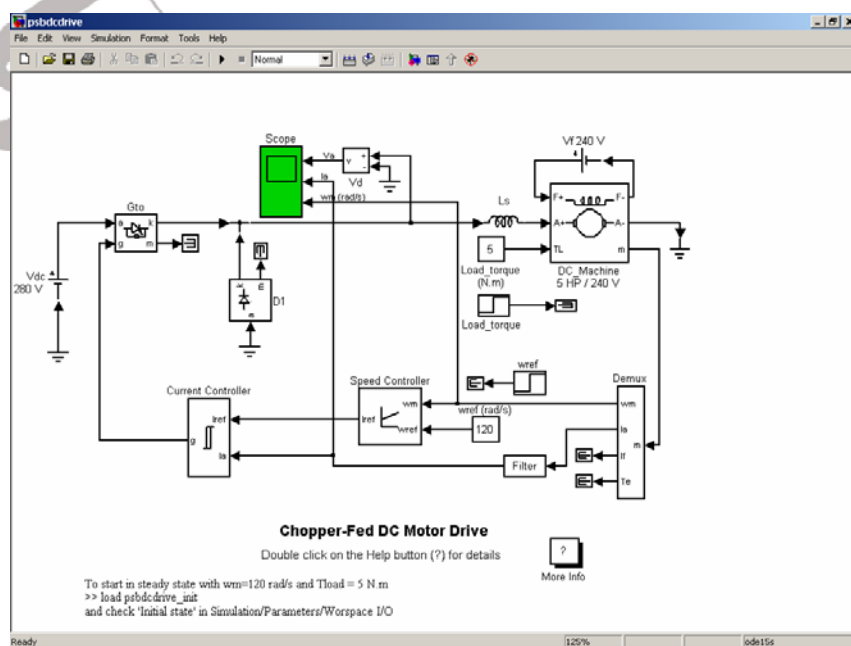 psbdcdrive
File Edit View Simulation Format Tools Help
Normal
Scope
Va
Ia
wm (rad/s)
v
+
-
Vd
Vf 240 V
Gto
a k
g m
Ls
F+ F-
A+ A-
TL m
5
Load_torque
(N.m)
DC_Machine
5 HP / 240 V
Vdc
280 V
k m
a
D1
Load_torque
wref
Speed Controller
Demux
Current Controller
wm
Iref
wref
wref (rad/s)
120
Iref
g
Ia
wm
Ia
m
If
Te
Filter
Chopper-Fed DC Motor Drive
Double click on the Help button (?) for details
?
More Info
To start in steady state with wm=120 rad/s and Tload = 5 N.m
>> load psbdcdrive_init
and check 'Initial state' in Simulation/Parameters/Worspace I/O
Ready 125% ode15s